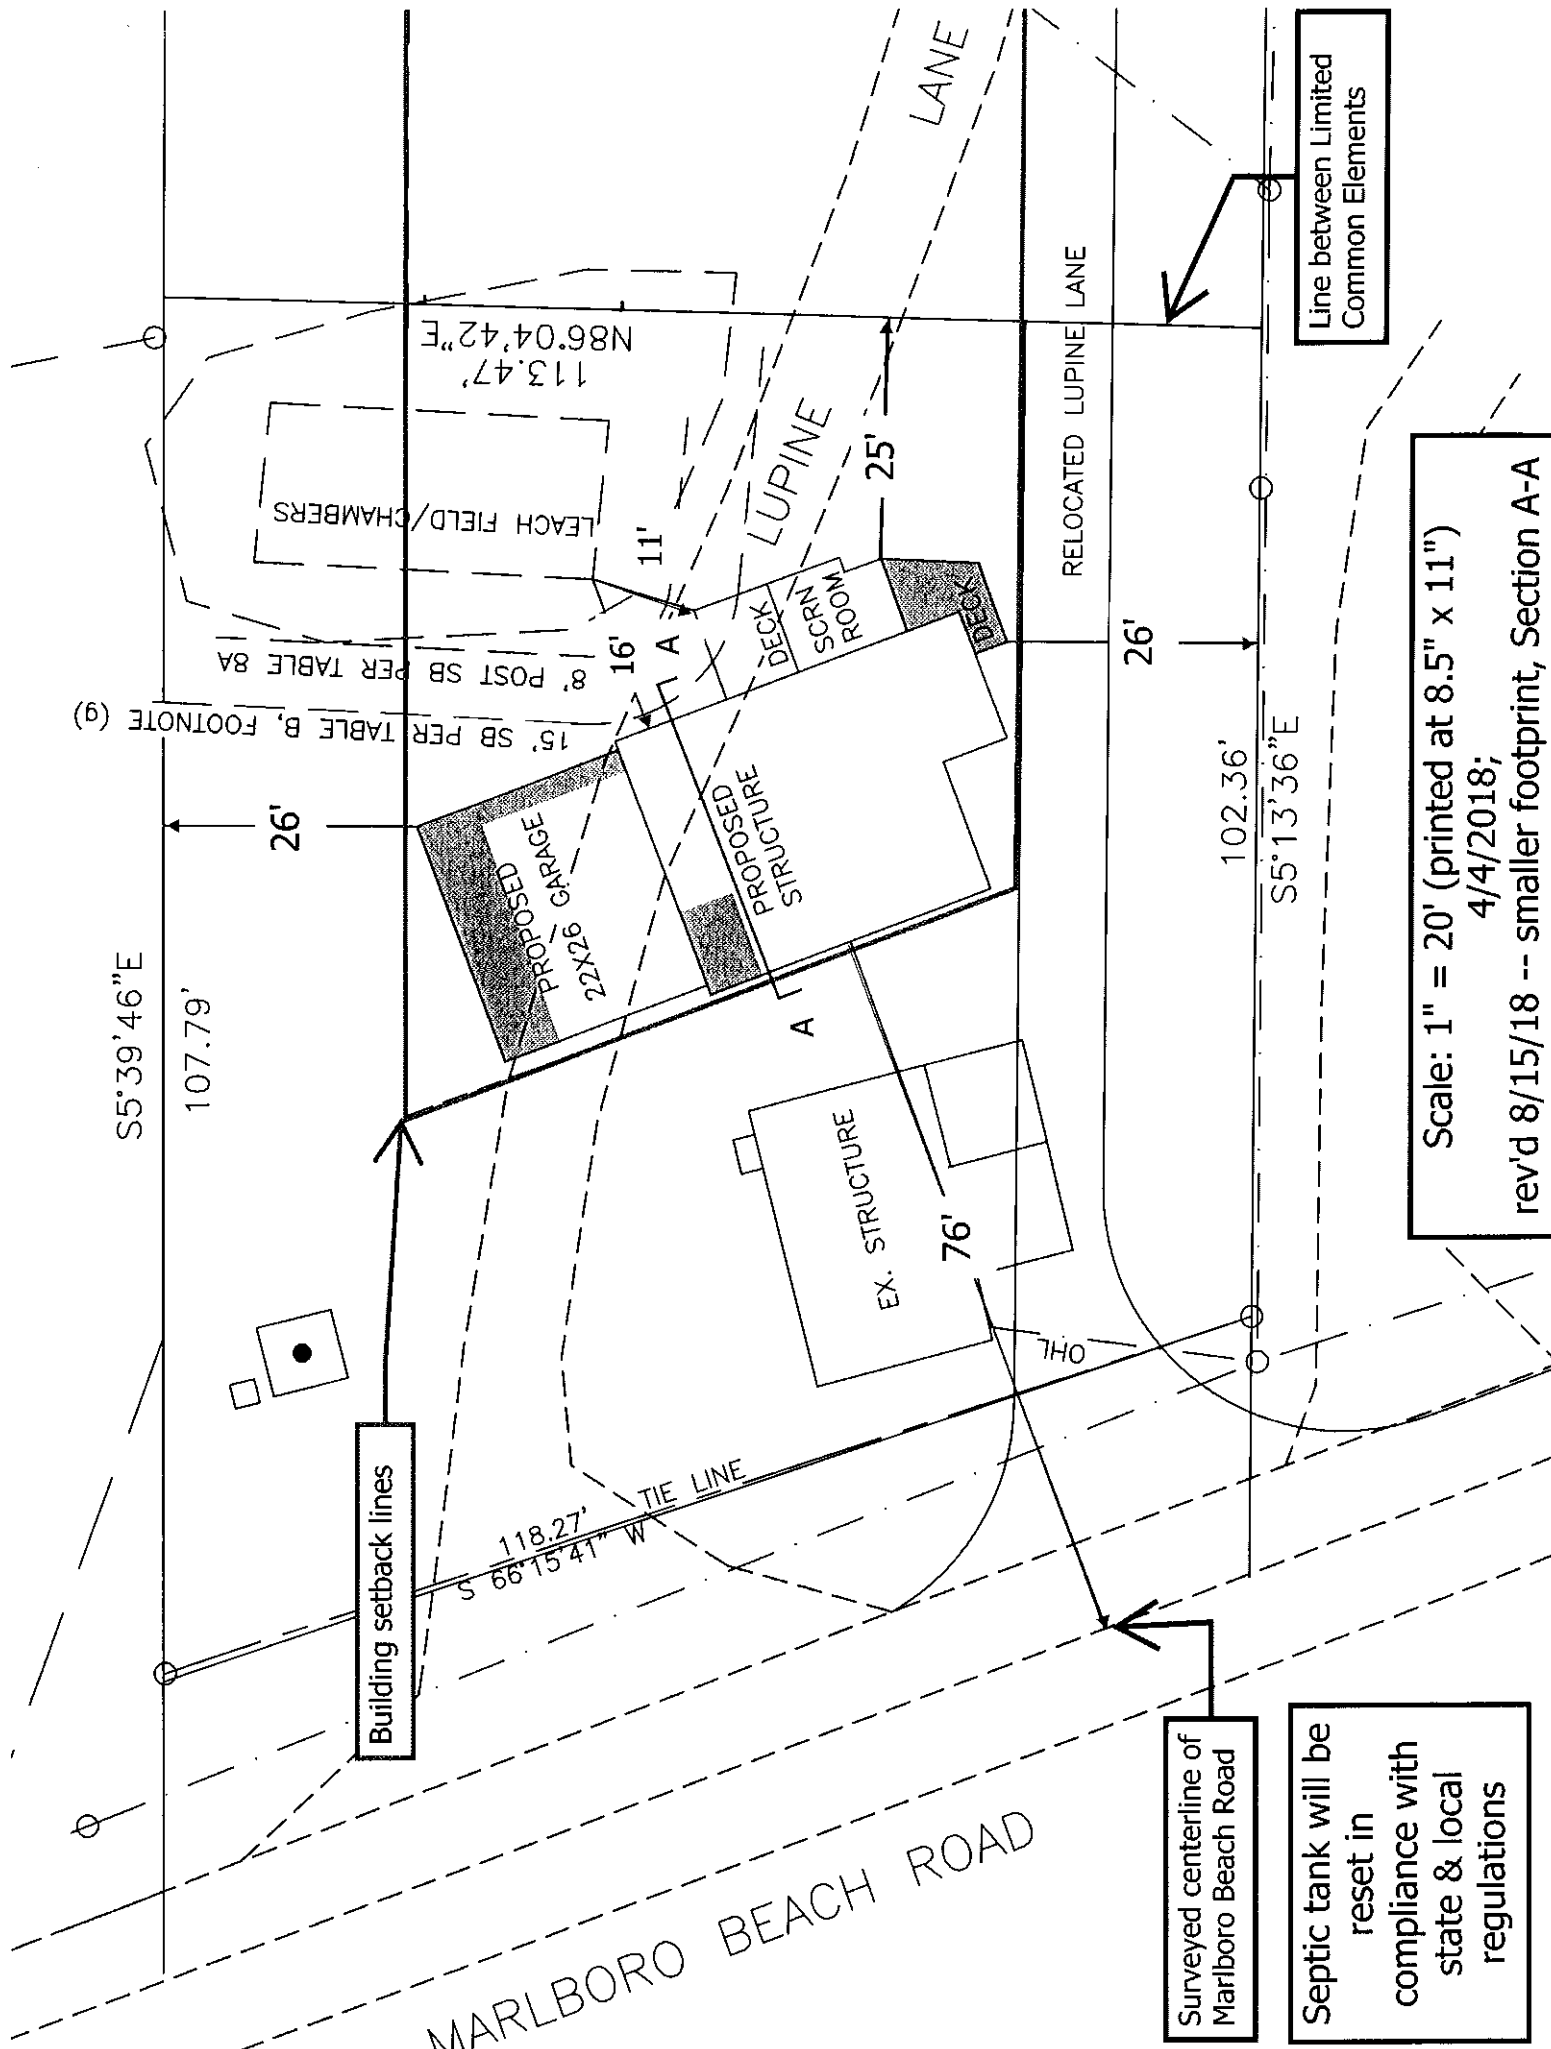 S5°39'46"E
107.79'
26'
Building setback lines
15' SB PER TABLE B, FOOTNOTE (g)
8' POST SB PER TABLE 8A
LEACH FIELD/CHAMBERS
113.47'
N86°04'42"E
11'
16'
A
PROPOSED
22X26 GARAGE
PROPOSED
STRUCTURE
A
DECK
SCRN
ROOM
DECK
25'
LUPINE
LANE
EX. STRUCTURE
76'
OHL
118.27'
S 66°15'41" W
TIE LINE
RELOCATED LUPINE LANE
26'
102.36'
S5°13'36"E
MARLBORO BEACH ROAD
Surveyed centerline of
Marlboro Beach Road
Septic tank will be
reset in
compliance with
state & local
regulations
Line between Limited
Common Elements
Scale: 1" = 20' (printed at 8.5" x 11")
4/4/2018;
rev'd 8/15/18 -- smaller footprint, Section A-A